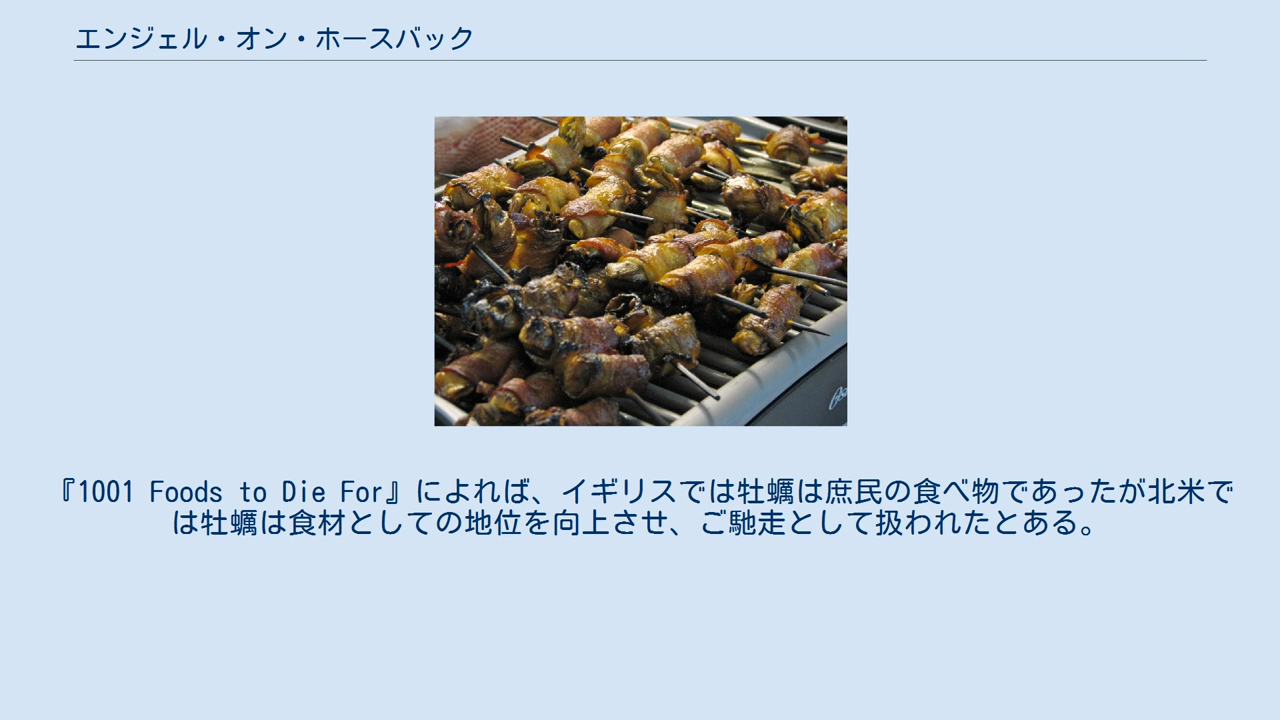 エンジェル・オン・ホースバック
『1001 Foods to Die For』によれば、イギリスでは牡蠣は庶民の食べ物であったが北米で
は牡蠣は食材としての地位を向上させ、ご馳走として扱われたとある。